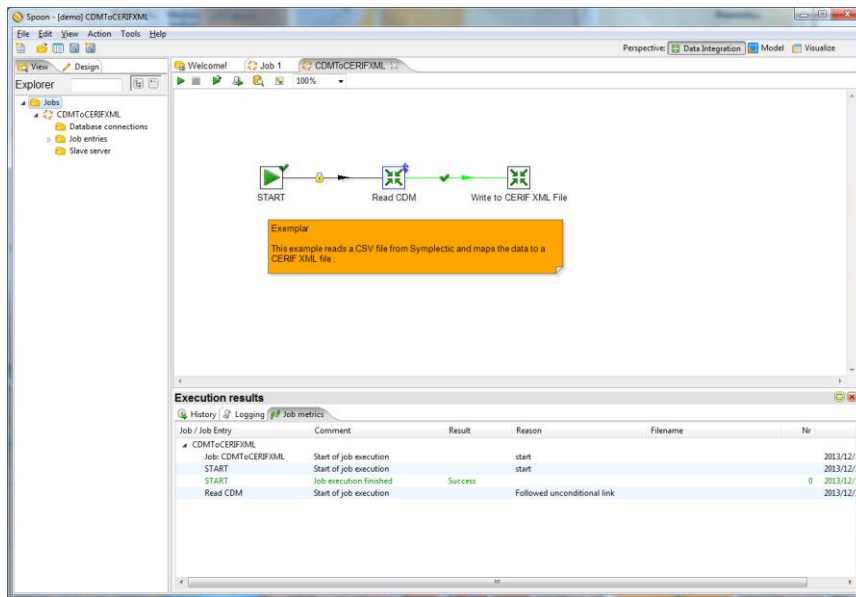 Spoon - [demo] CDMToCERIFXML
File Edit View Action Tools Help
Perspective: Data Integration Model Visualize
View Design
Welcome! Job 1 CDMToCERIFXML
Explorer
100%
Jobs
CDMToCERIFXML
Database connections
Job entries
Slave server
START Read CDM Write to CERIF XML File
Exemplar
This example reads a CSV file from Symplectic and maps the data to a
CERIF XML file .
Execution results
History Logging Job metrics
Job / Job Entry Comment Result Reason Filename Nr
CDMToCERIFXML
Job: CDMToCERIFXML Start of job execution start 2013/12/
START Start of job execution start 2013/12/
START Job execution finished Success 0 2013/12/
Read CDM Start of job execution Followed unconditional link 2013/12/